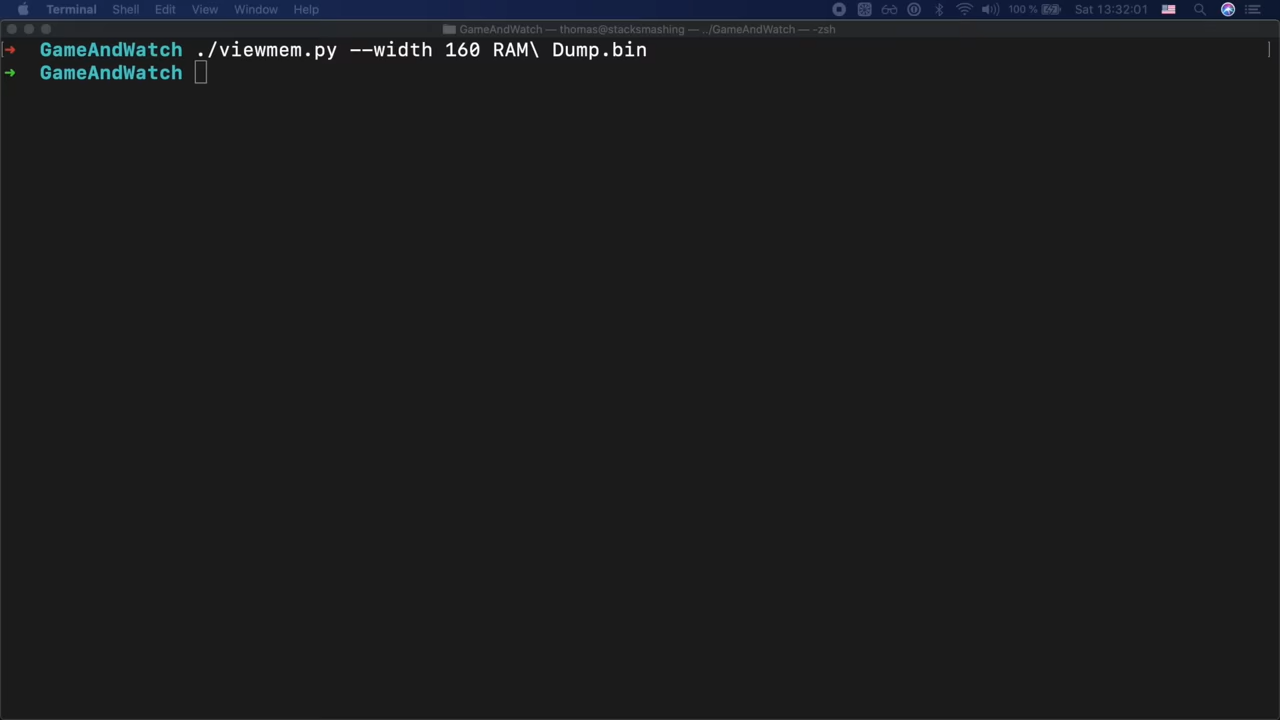 Terminal Shell Edit View Window Help 100 % Sat 13:32:01
GameAndWatch — thomas@stacksmashing — ../GameAndWatch — -zsh
[➜ GameAndWatch ./viewmem.py --width 160 RAM\ Dump.bin ]
➜ GameAndWatch